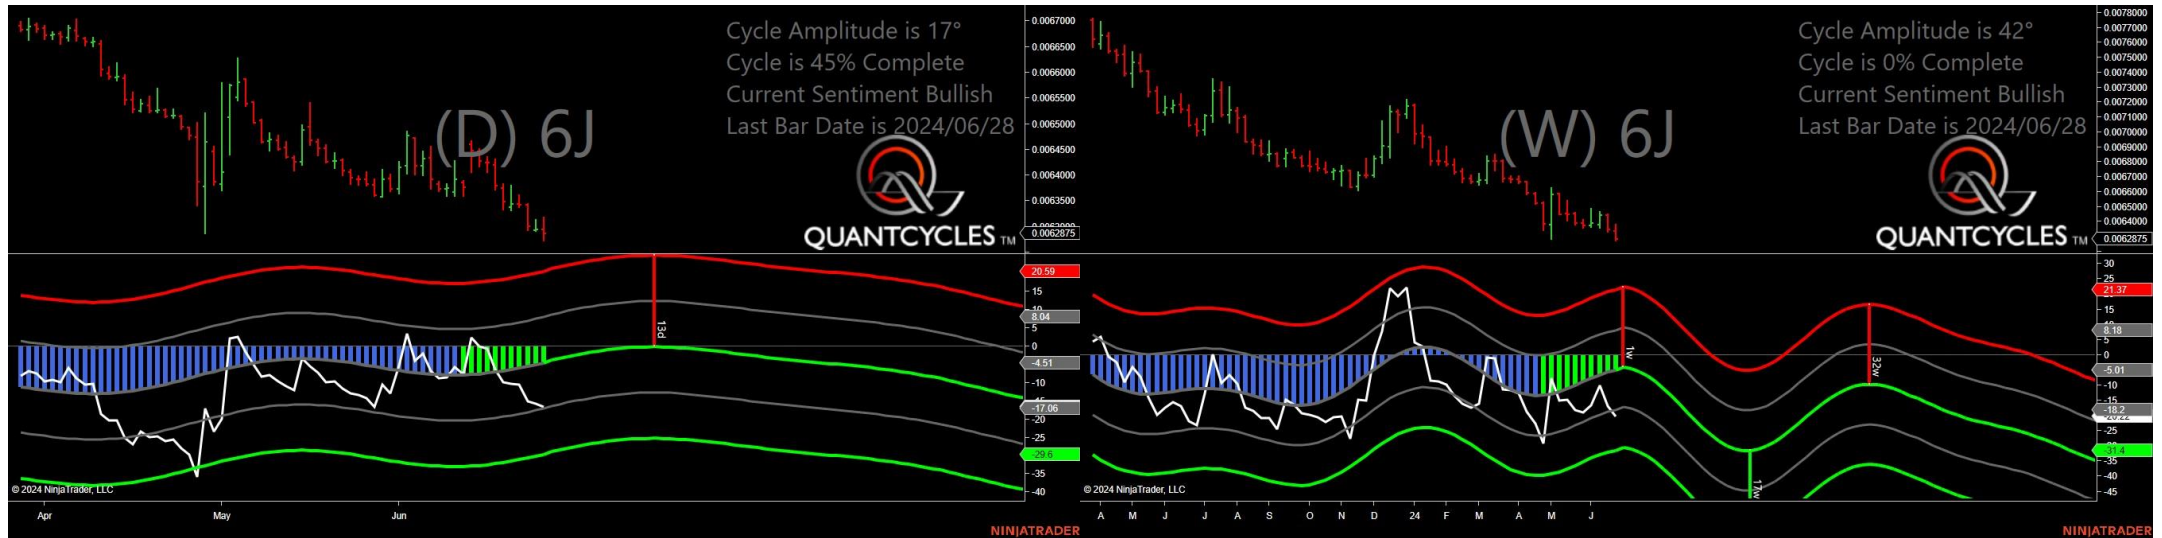 Cycle Amplitude is 17°
Cycle is 45% Complete
Current Sentiment Bullish
Last Bar Date is 2024/06/28
(D) 6J
QUANTCYCLES TM
0.0067000
0.0066500
0.0066000
0.0065500
0.0065000
0.0064500
0.0064000
0.0063500
0.0062875
20.59
15
10
8.04
5
0
-4.51
-10
-17.06
-20
-25
-29.6
-35
-40
13d
© 2024 NinjaTrader, LLC
Apr May Jun
NINJATRADER
Cycle Amplitude is 42°
Cycle is 0% Complete
Current Sentiment Bullish
Last Bar Date is 2024/06/28
(W) 6J
QUANTCYCLES TM
0.0078000
0.0077000
0.0076000
0.0075000
0.0074000
0.0073000
0.0072000
0.0071000
0.0070000
0.0069000
0.0068000
0.0067000
0.0066000
0.0065000
0.0064000
0.0062875
30
25
21.37
15
10
8.18
5
0
-5.01
-10
-15
-18.2
-25
-31.4
-35
-40
-45
1w
32w
17w
© 2024 NinjaTrader, LLC
A M J J A S O N D 24 F M A M J
NINJATRADER